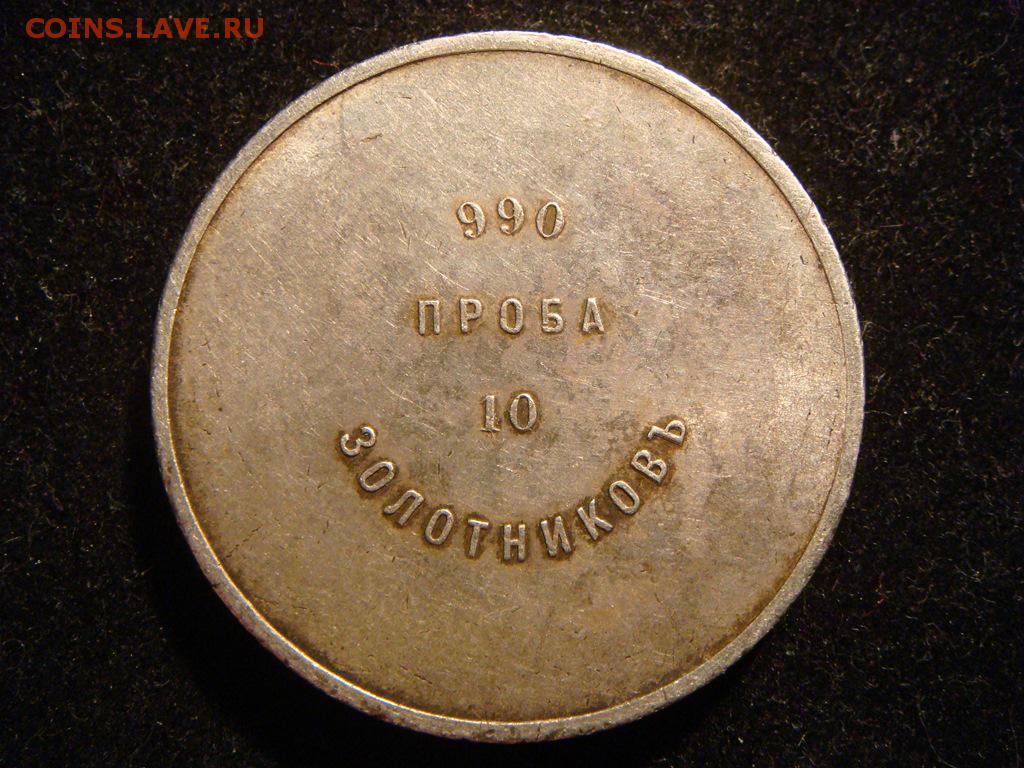 COINS.LAVE.RU
990
ПРОБА
10
ЗОЛОТНИКОВЪ